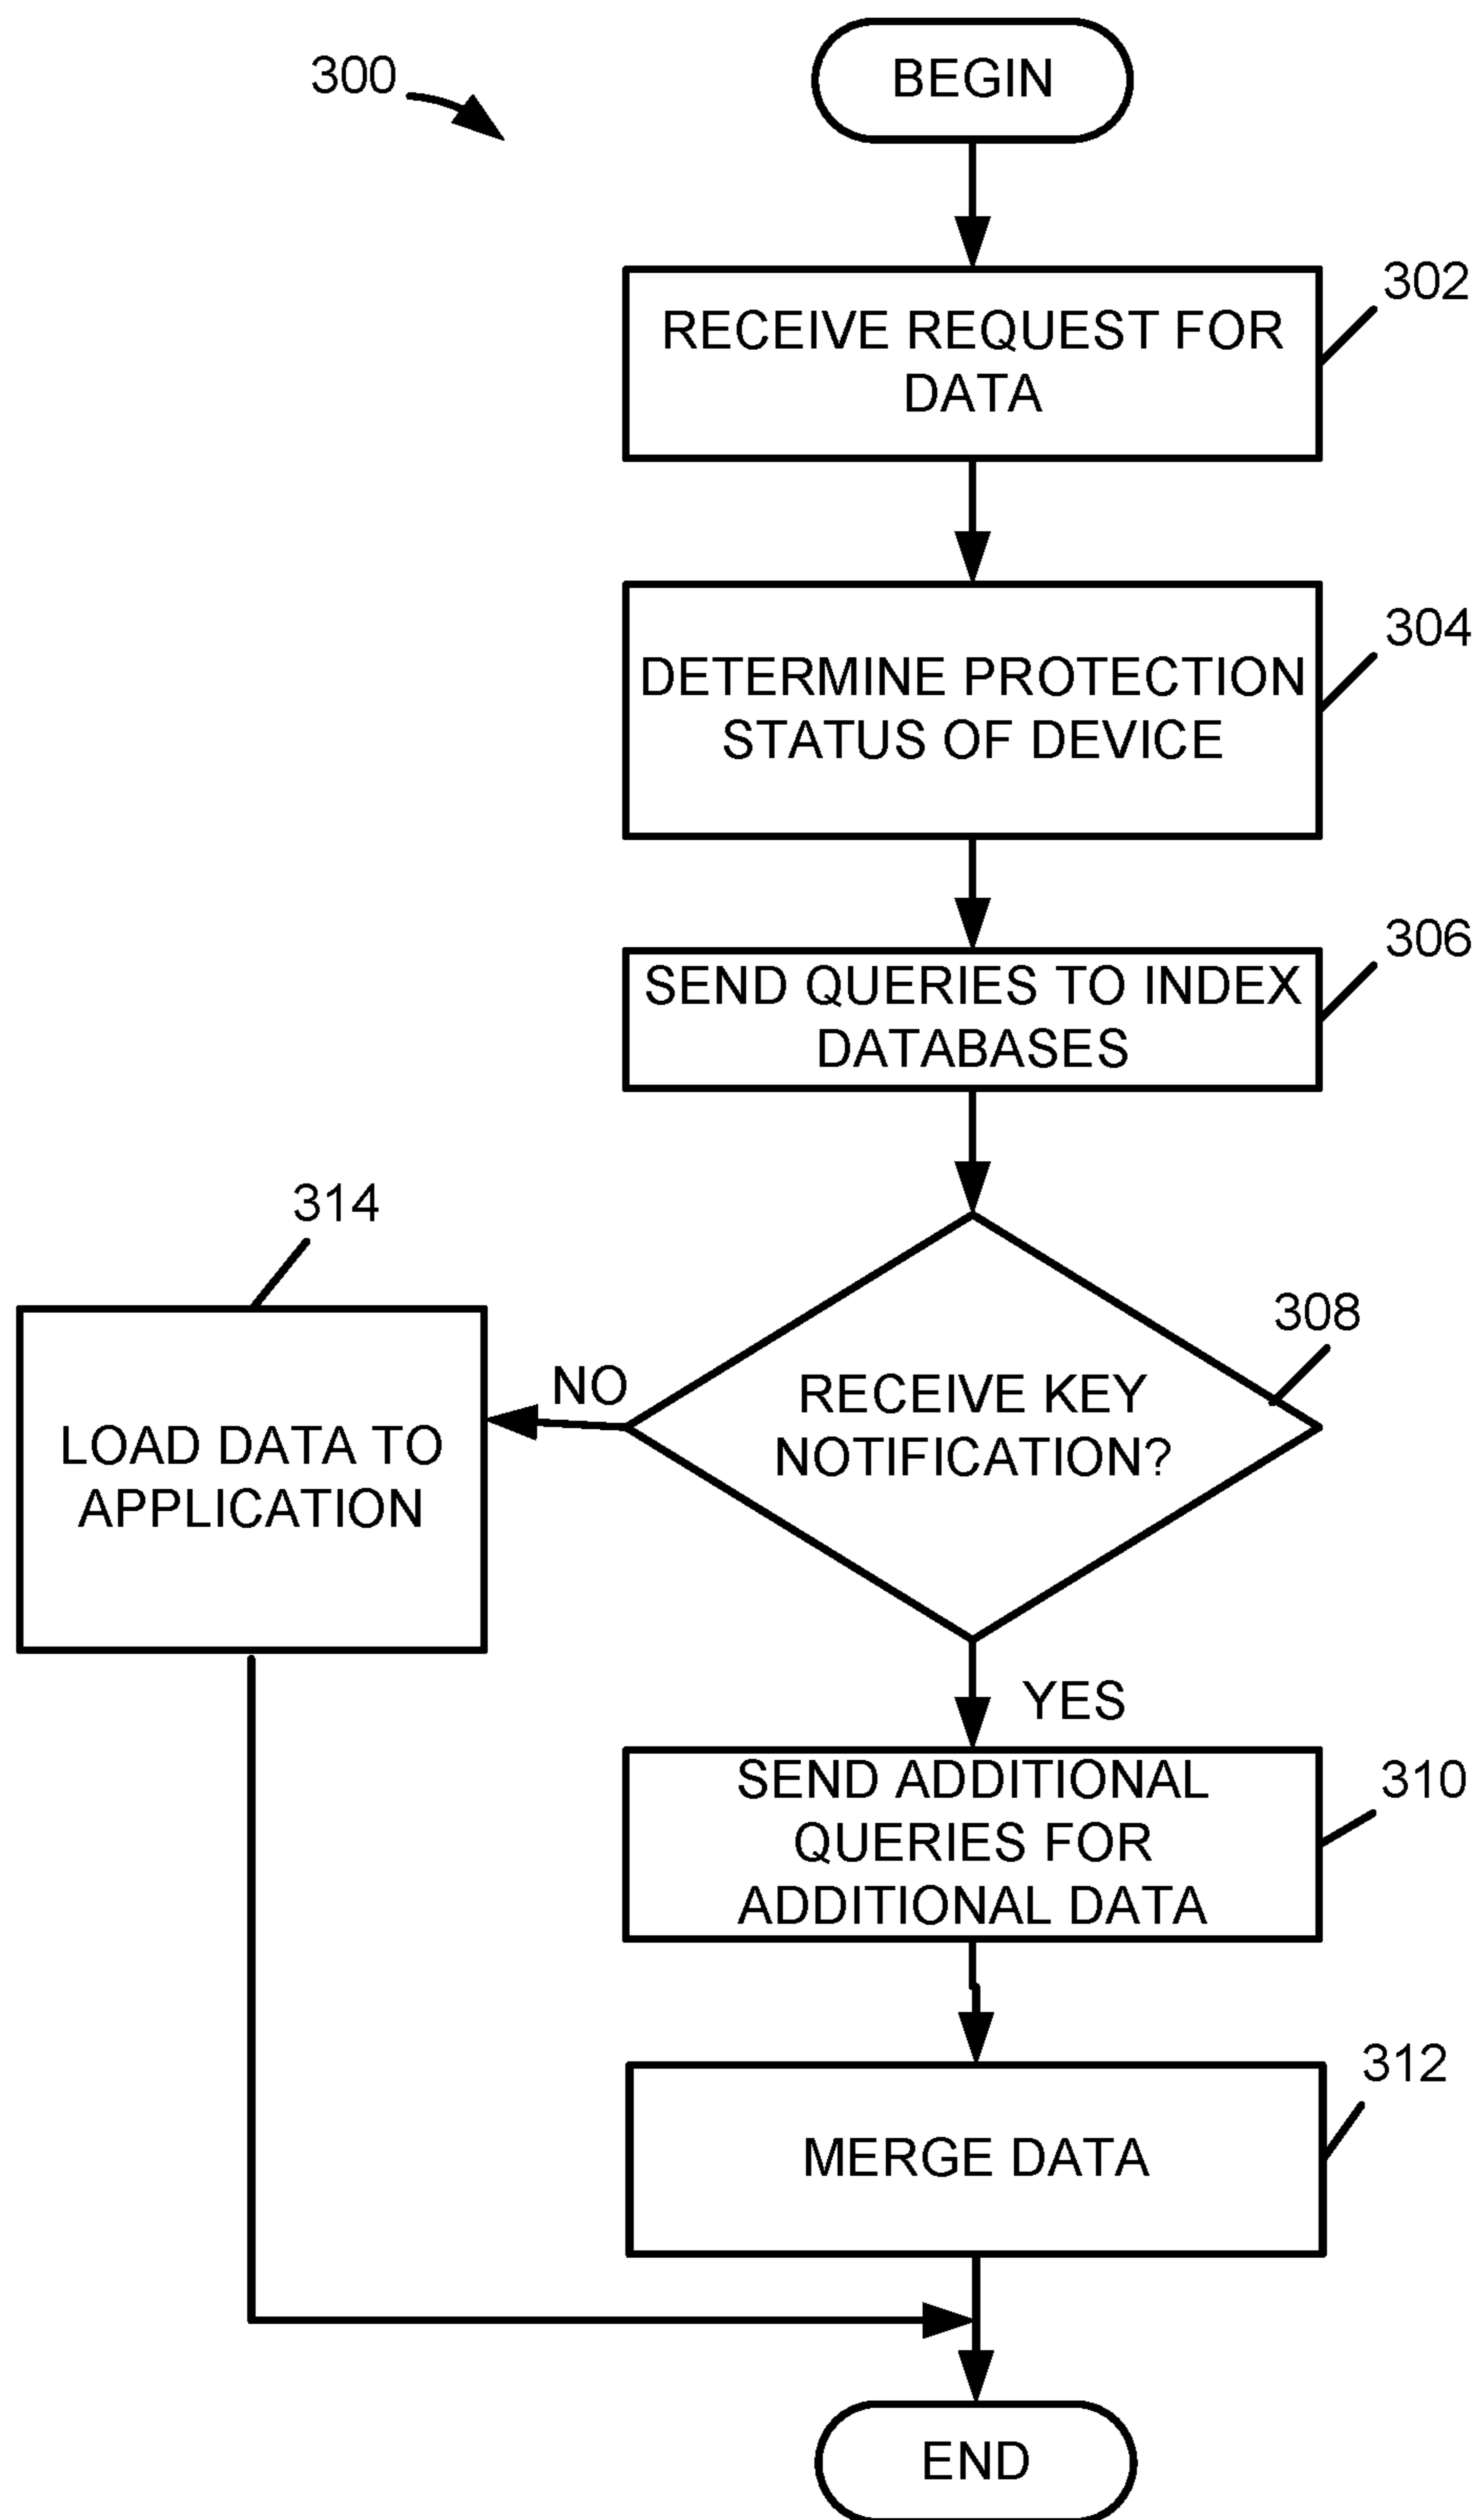 300
BEGIN
302
RECEIVE REQUEST FOR
DATA
304
DETERMINE PROTECTION
STATUS OF DEVICE
306
SEND QUERIES TO INDEX
DATABASES
314
308
NO
RECEIVE KEY
NOTIFICATION?
LOAD DATA TO
APPLICATION
YES
310
SEND ADDITIONAL
QUERIES FOR
ADDITIONAL DATA
312
MERGE DATA
END